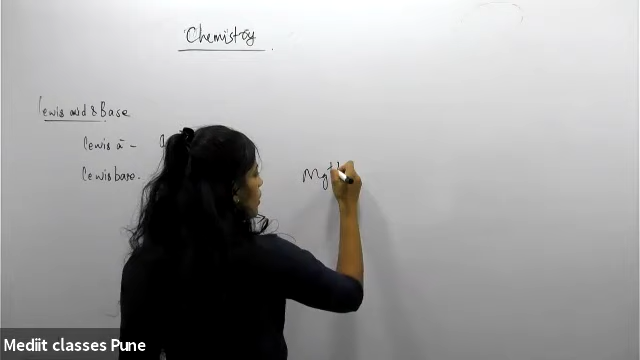 Chemistry
Lewis acid & Base
Lewis a -
Lewis base.
Mg
Mediit classes Pune